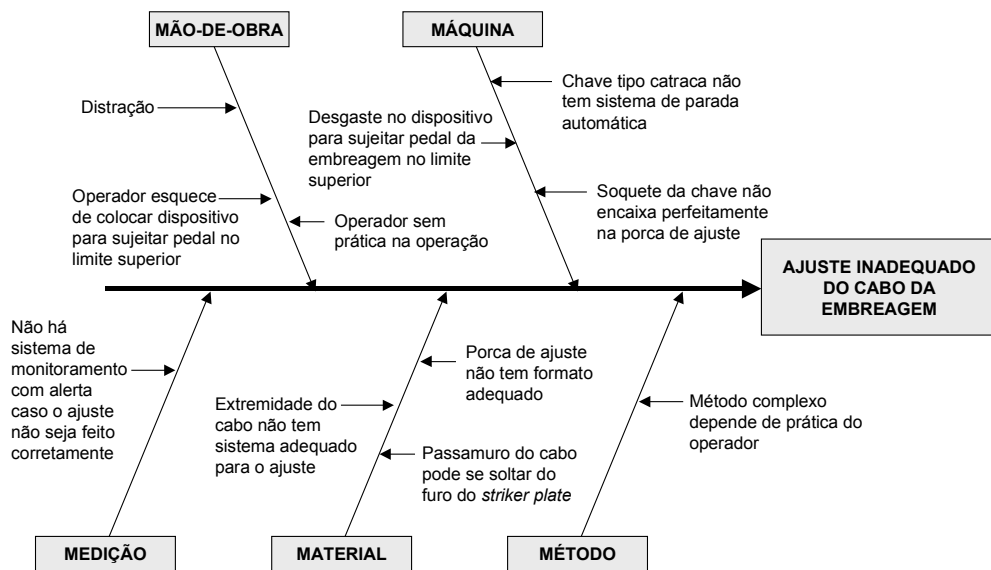 MÃO-DE-OBRA
MÁQUINA
Distração
Operador esquece
de colocar dispositivo
para sujeitar pedal no
limite superior
Operador sem
prática na operação
Chave tipo catraca não
tem sistema de parada
automática
Desgaste no dispositivo
para sujeitar pedal da
embreagem no limite
superior
Soquete da chave não
encaixa perfeitamente
na porca de ajuste
AJUSTE INADEQUADO
DO CABO DA
EMBREAGEM
Não há
sistema de
monitoramento
com alerta
caso o ajuste
não seja feito
corretamente
Porca de ajuste
não tem formato
adequado
Extremidade do
cabo não tem
sistema adequado
para o ajuste
Passamuro do cabo
pode se soltar do
furo do striker plate
Método complexo
depende de prática do
operador
MEDIÇÃO
MATERIAL
MÉTODO